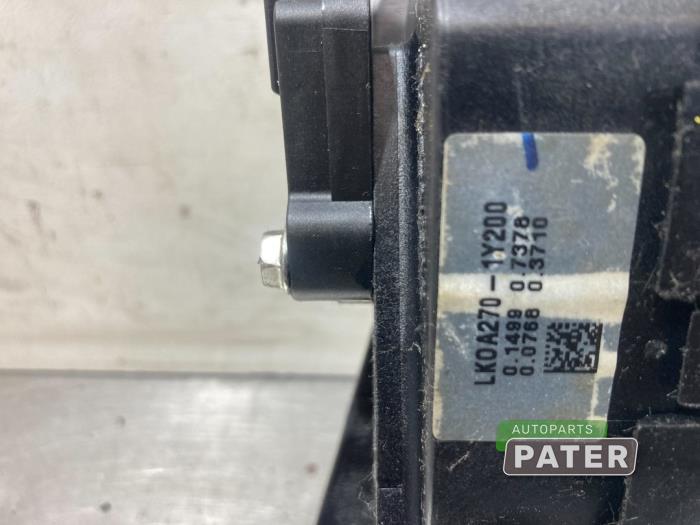 LK0A270-1Y200
0.1499 0.7378
0.0768 0.3710
AUTOPARTS
PATER